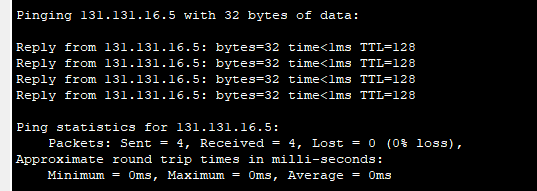 Pinging 131.131.16.5 with 32 bytes of data:
Reply from 131.131.16.5: bytes=32 time<1ms TTL=128
Reply from 131.131.16.5: bytes=32 time<1ms TTL=128
Reply from 131.131.16.5: bytes=32 time<1ms TTL=128
Reply from 131.131.16.5: bytes=32 time<1ms TTL=128
Ping statistics for 131.131.16.5:
Packets: Sent = 4, Received = 4, Lost = 0 (0% loss),
Approximate round trip times in milli-seconds:
Minimum = 0ms, Maximum = 0ms, Average = 0ms